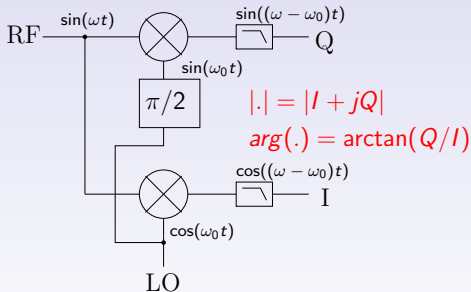 RF
sin(ωt)
sin((ω − ω₀)t)
Q
sin(ω₀t)
π/2
|.| = |I + jQ|
arg(.) = arctan(Q/I)
cos((ω − ω₀)t)
I
cos(ω₀t)
LO